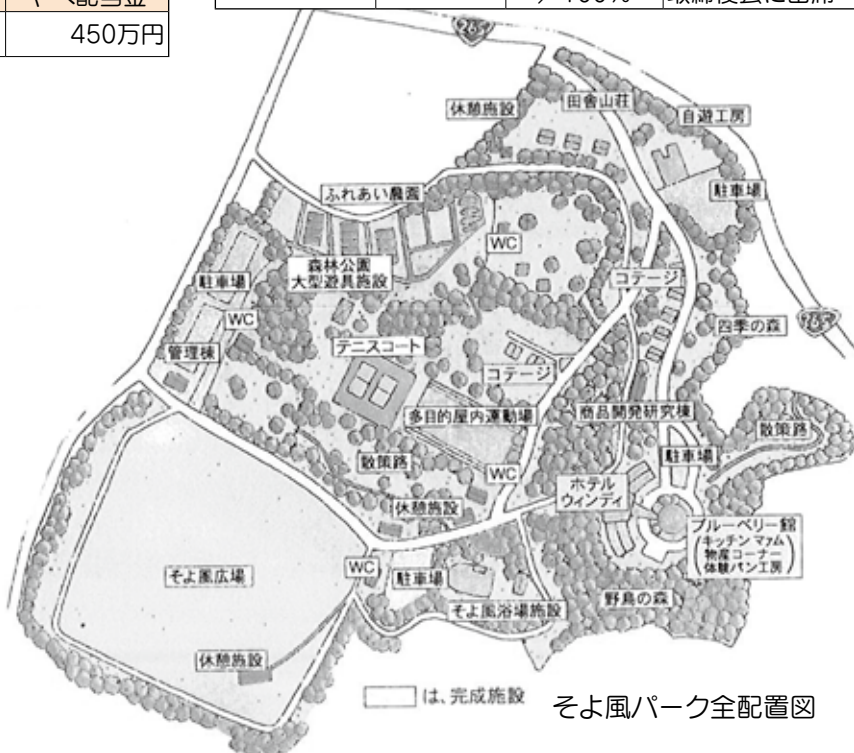 配当金
450万円
100%
取締役会に出席
265
休憩施設
田舎山荘
自遊工房
駐車場
ふれあい農園
WC
森林公園
大型遊具施設
コテージ
駐車場
WC
四季の森
265
管理棟
テニスコート
コテージ
多目的屋内運動場
商品開発研究棟
散策路
散策路
駐車場
WC
ホテル
ウィンディ
休憩施設
ブルーベリー館
キッチンマァム
物産コーナー
体験パン工房
そよ風広場
WC
駐車場
そよ風浴場施設
野鳥の森
休憩施設
は、完成施設
そよ風パーク全配置図